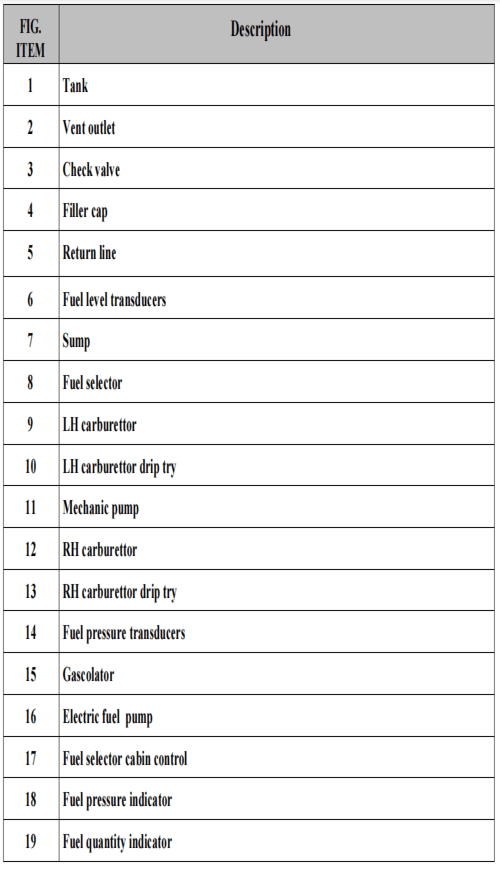 FIG. ITEM Description
1 Tank
2 Vent outlet
3 Check valve
4 Filler cap
5 Return line
6 Fuel level transducers
7 Sump
8 Fuel selector
9 LH carburettor
10 LH carburettor drip try
11 Mechanic pump
12 RH carburettor
13 RH carburettor drip try
14 Fuel pressure transducers
15 Gascolator
16 Electric fuel pump
17 Fuel selector cabin control
18 Fuel pressure indicator
19 Fuel quantity indicator